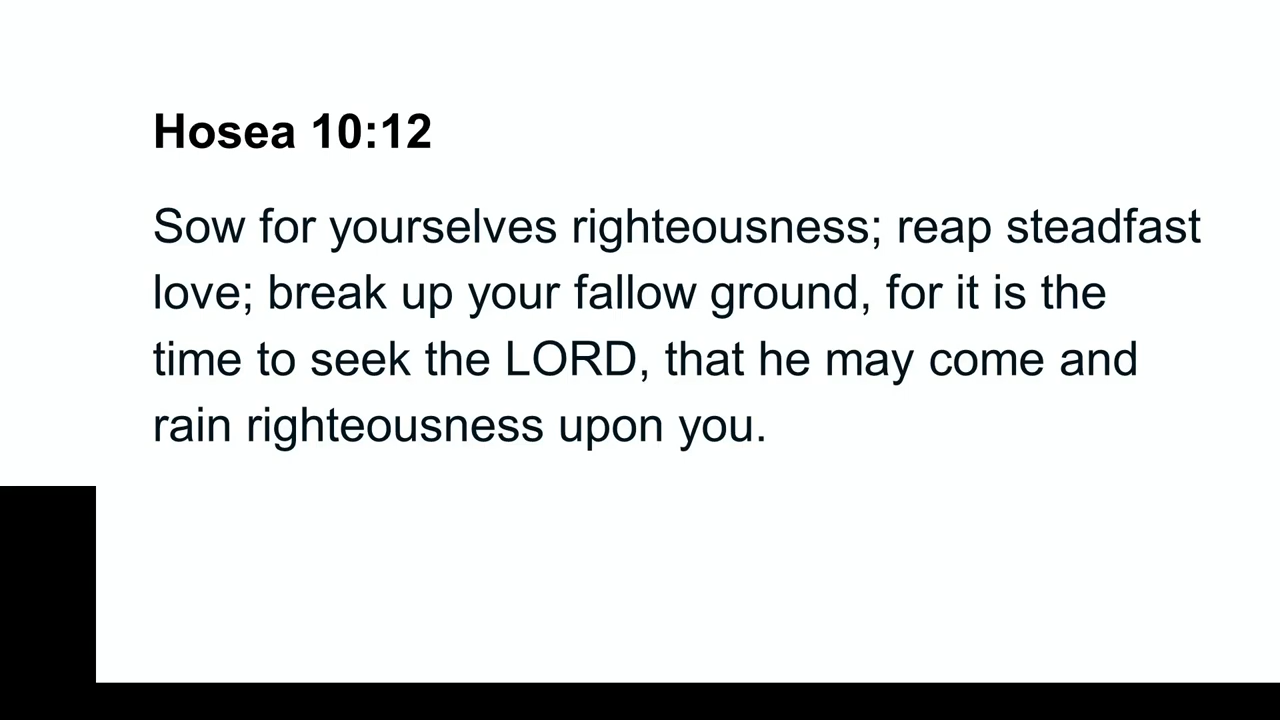 Hosea 10:12
Sow for yourselves righteousness; reap steadfast
love; break up your fallow ground, for it is the
time to seek the LORD, that he may come and
rain righteousness upon you.